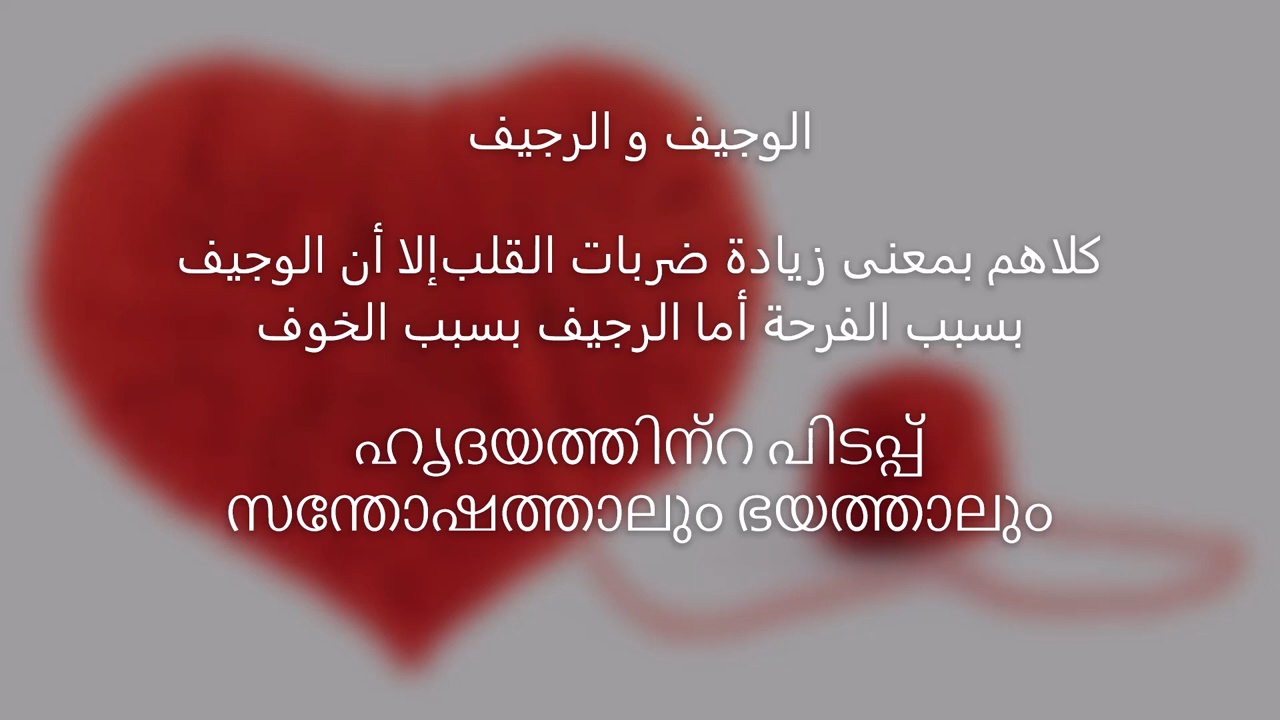 الوجيف و الرجيف
كلاهم بمعنى زيادة ضربات القلبإلا أن الوجيف
بسبب الفرحة أما الرجيف بسبب الخوف
ഹൃദയത്തിന്റ പിടപ്പ്
സന്തോഷത്താലും ഭയത്താലും